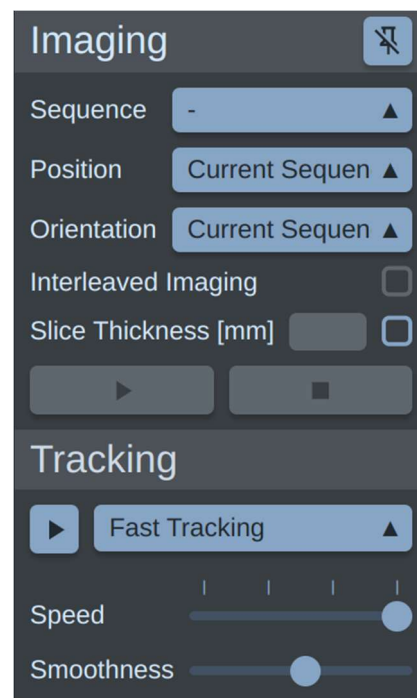 Imaging
Sequence -
Position Current Sequen
Orientation Current Sequen
Interleaved Imaging
Slice Thickness [mm]
Tracking
Fast Tracking
Speed
Smoothness